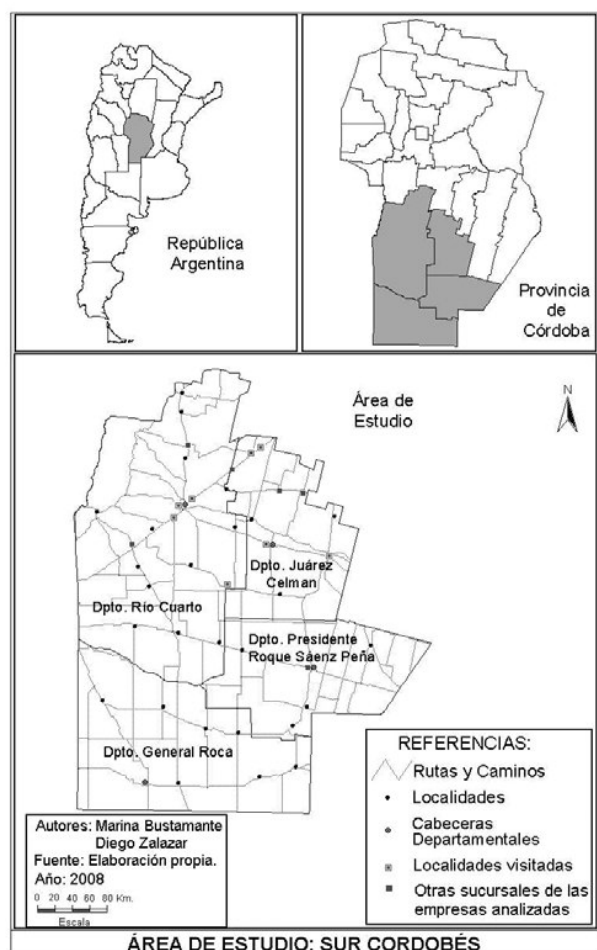 República
Argentina
Provincia
de
Córdoba
Área de
Estudio
N
Dpto. Juárez
Celman
Dpto. Río Cuarto
Dpto. Presidente
Roque Sáenz Peña
Dpto. General Roca
REFERENCIAS:
Rutas y Caminos
Localidades
Cabeceras
Departamentales
Localidades visitadas
Otras sucursales de las
empresas analizadas
Autores: Marina Bustamante
Diego Zalazar
Fuente: Elaboración propia.
Año: 2008
0 20 40 60 80 Km.
Escala
ÁREA DE ESTUDIO: SUR CORDOBÉS